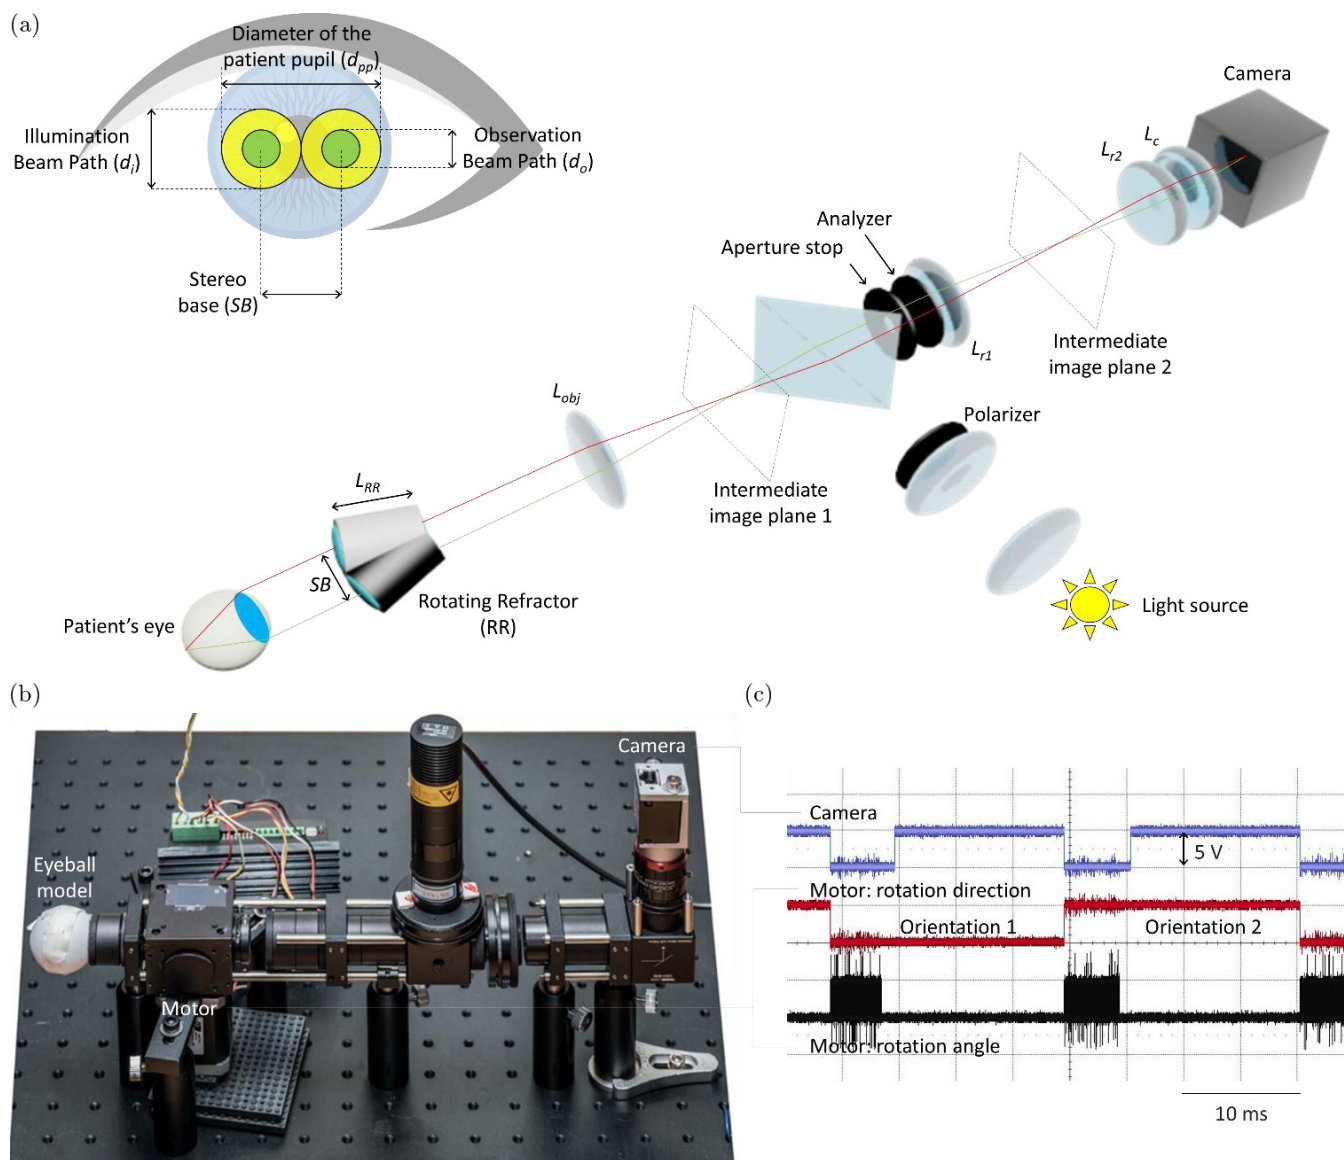 (a)
Diameter of the
patient pupil (dpp)
Illumination
Beam Path (di)
Observation
Beam Path (do)
Stereo
base (SB)
Camera
Lc
Lr2
Analyzer
Aperture stop
Lr1
Intermediate
image plane 2
Lobj
Polarizer
Intermediate
image plane 1
LRR
SB
Rotating Refractor
(RR)
Patient's eye
Light source
(b)
Camera
Eyeball
model
Motor
(c)
Camera
5 V
Motor: rotation direction
Orientation 1
Orientation 2
Motor: rotation angle
10 ms